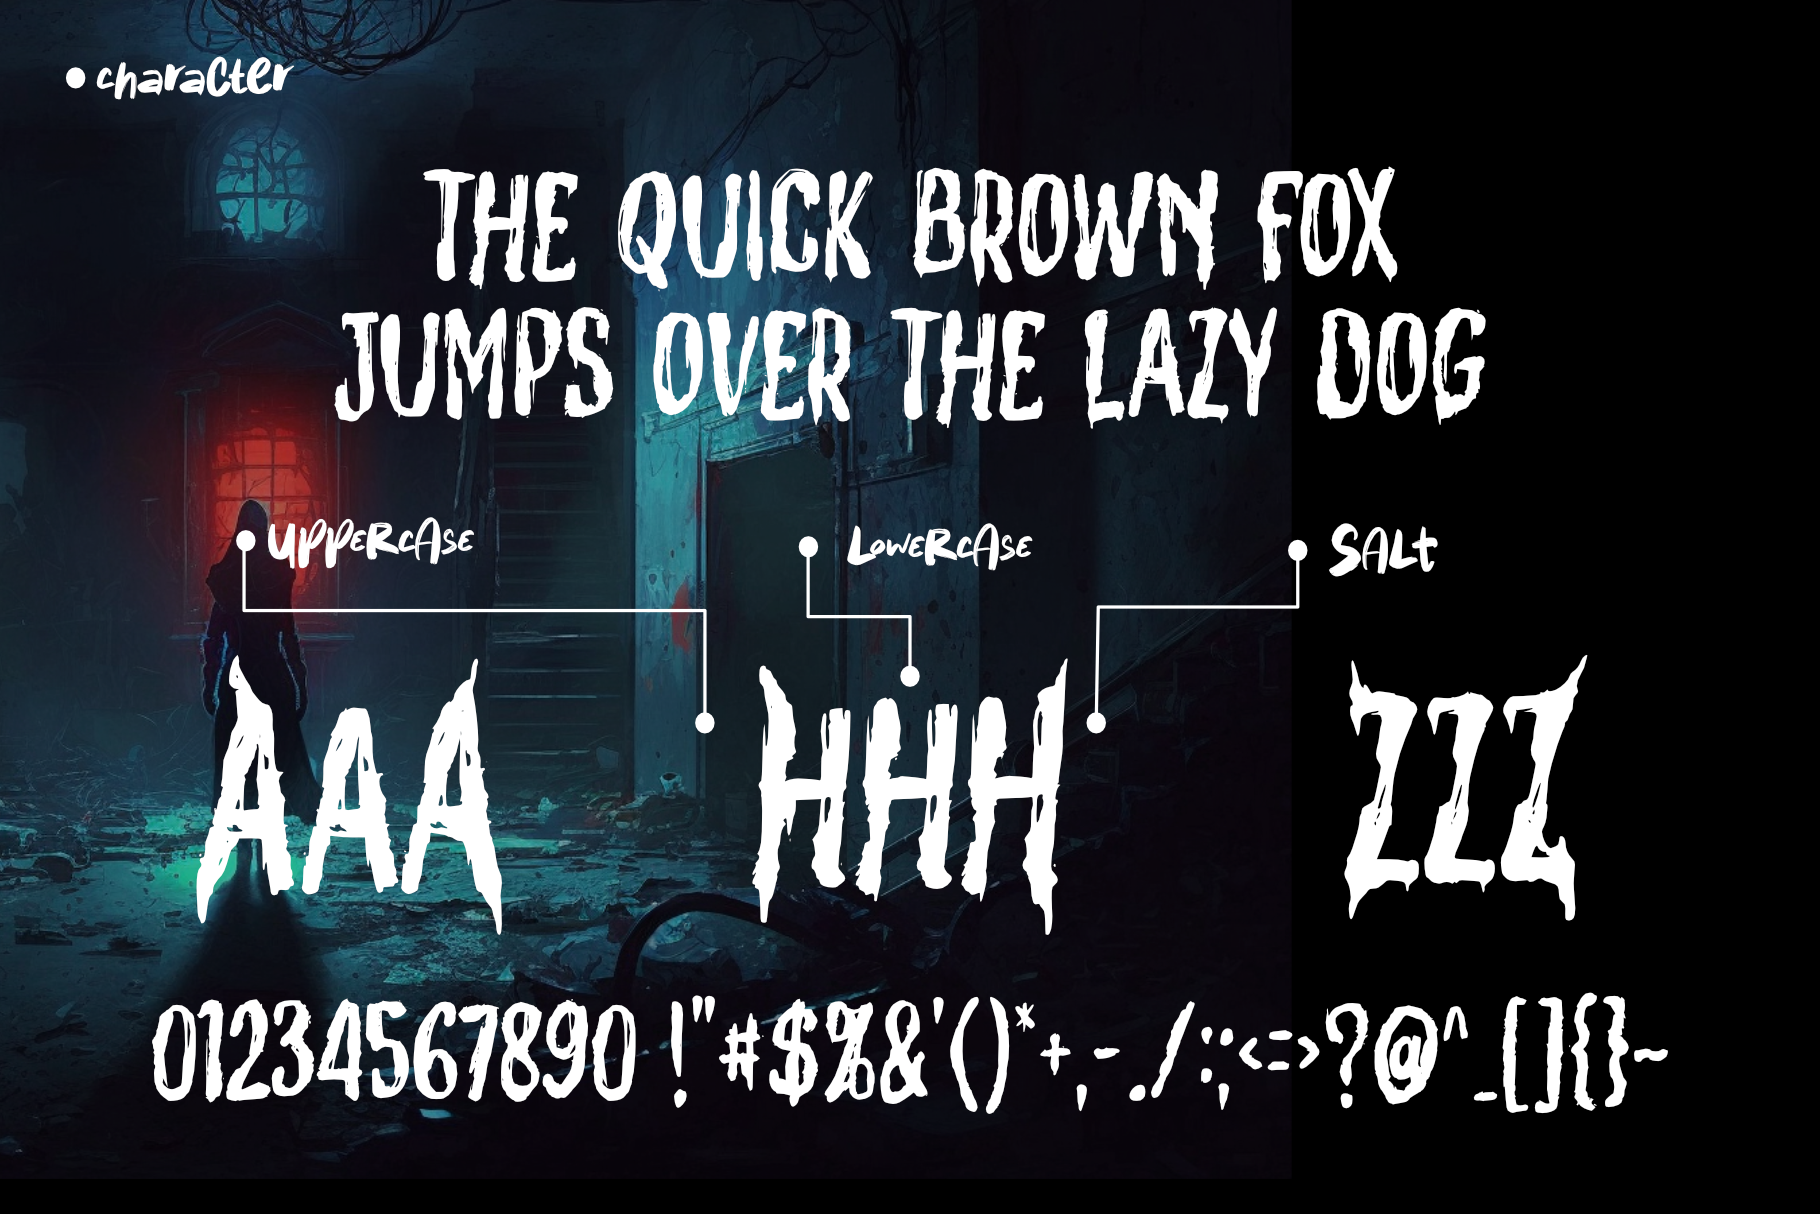 character
THE QUICK BROWN FOX
JUMPS OVER THE LAZY DOG
UPPERCASE LOWERCASE SALT
AAA HHH ZZZ
01234567890 !"#$%&'()*+,-./:;<=>?@^_[]{}~